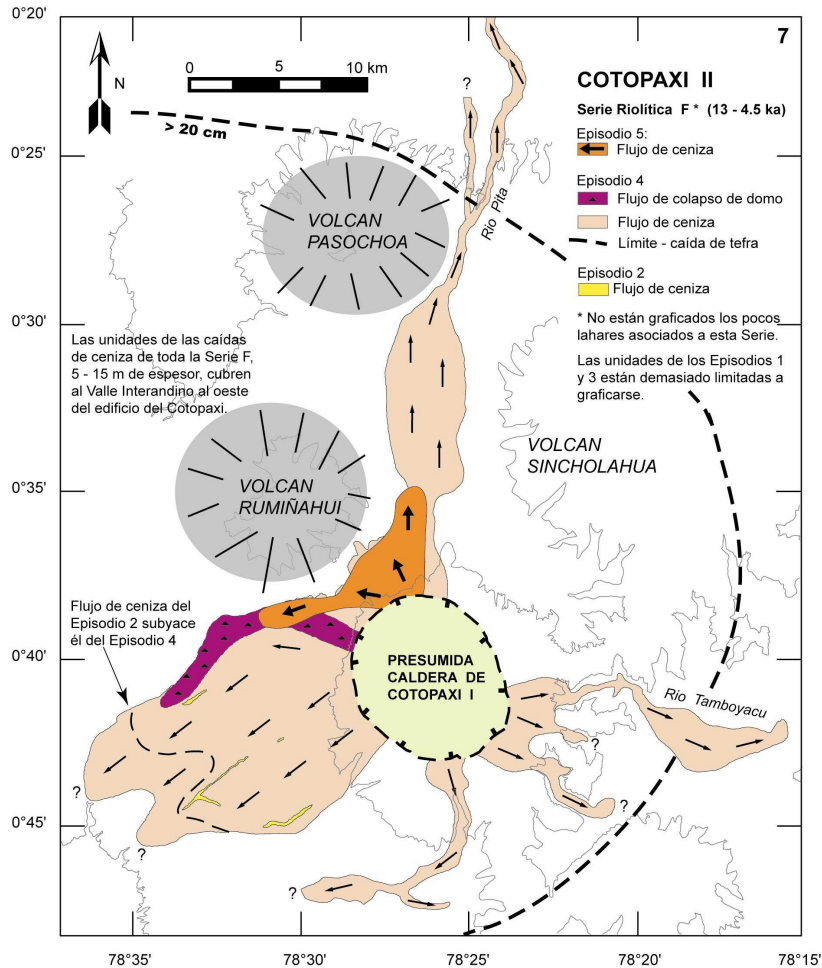 7
0°20'
0°25'
0°30'
0°35'
0°40'
0°45'
N
0 5 10 km
> 20 cm
COTOPAXI II
Serie Riolítica F * (13 - 4.5 ka)
Episodio 5:
Flujo de ceniza
Episodio 4
Flujo de colapso de domo
Flujo de ceniza
Límite - caída de tefra
Episodio 2
Flujo de ceniza
* No están graficados los pocos
lahares asociados a esta Serie.
Las unidades de los Episodios 1
y 3 están demasiado limitadas a
graficarse.
?
Rio Pita
VOLCAN
PASOCHOA
Las unidades de las caídas
de ceniza de toda la Serie F,
5 - 15 m de espesor, cubren
al Valle Interandino al oeste
del edificio del Cotopaxi.
VOLCAN
SINCHOLAHUA
VOLCAN
RUMIÑAHUI
Flujo de ceniza del
Episodio 2 subyace
él del Episodio 4
PRESUMIDA
CALDERA DE
COTOPAXI I
Rio Tamboyacu
?
?
?
?
?
78°35'
78°30'
78°25'
78°20'
78°15'